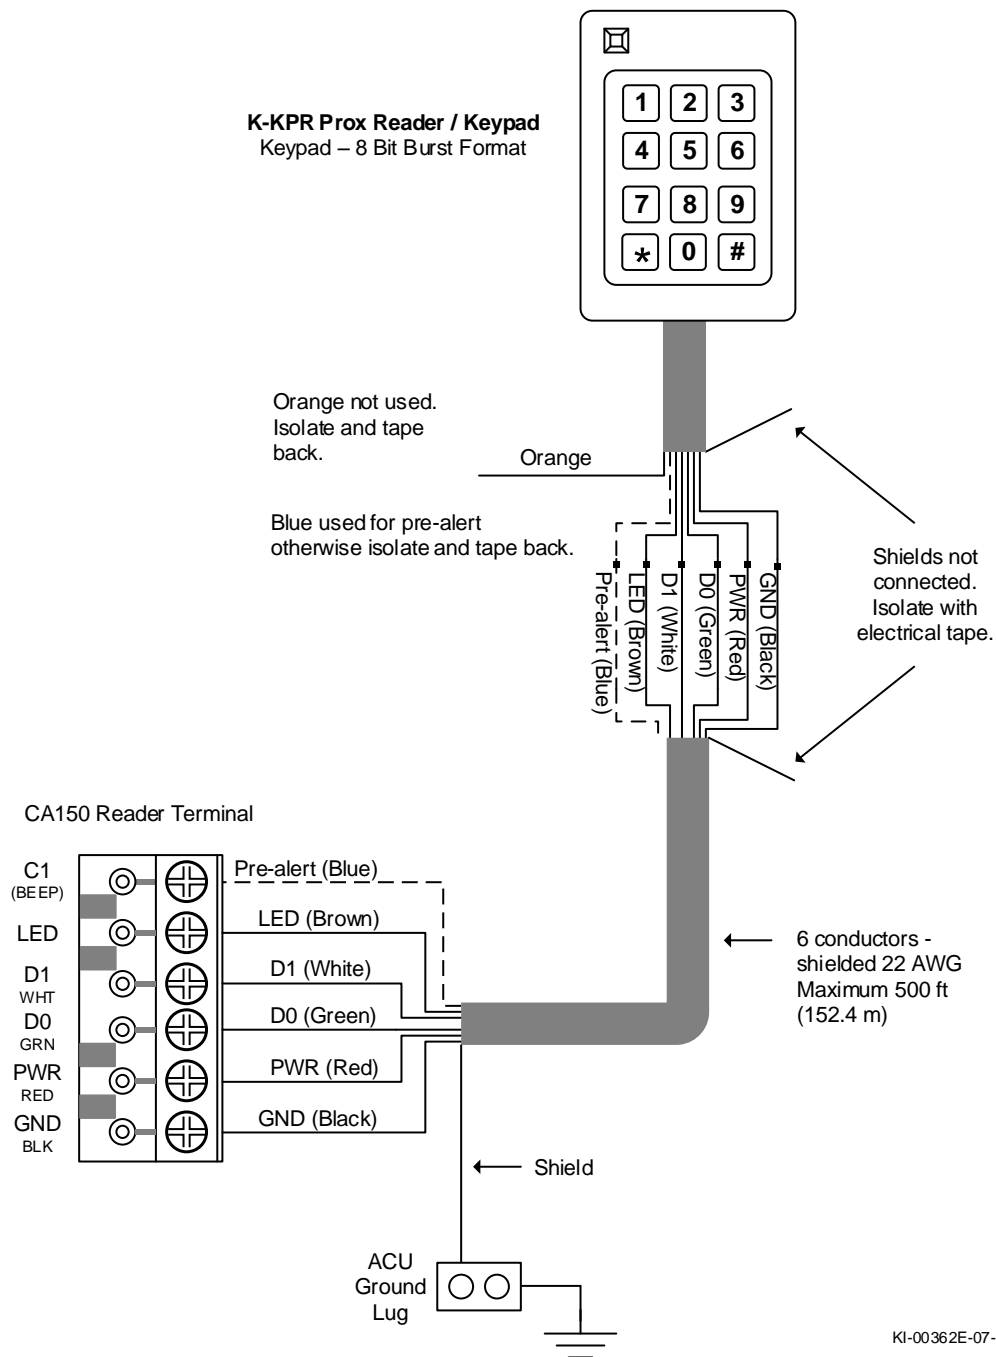 1 2 3
4 5 6
7 8 9
* 0 #
K-KPR Prox Reader / Keypad
Keypad – 8 Bit Burst Format
Orange not used.
Isolate and tape
back.
Orange
Blue used for pre-alert
otherwise isolate and tape back.
Pre-alert (Blue)
LED (Brown)
D1 (White)
D0 (Green)
PWR (Red)
GND (Black)
Shields not
connected.
Isolate with
electrical tape.
CA150 Reader Terminal
C1
(BEEP)
LED
D1
WHT
D0
GRN
PWR
RED
GND
BLK
Pre-alert (Blue)
LED (Brown)
D1 (White)
D0 (Green)
PWR (Red)
GND (Black)
6 conductors -
shielded 22 AWG
Maximum 500 ft
(152.4 m)
Shield
ACU
Ground
Lug
KI-00362E-07-